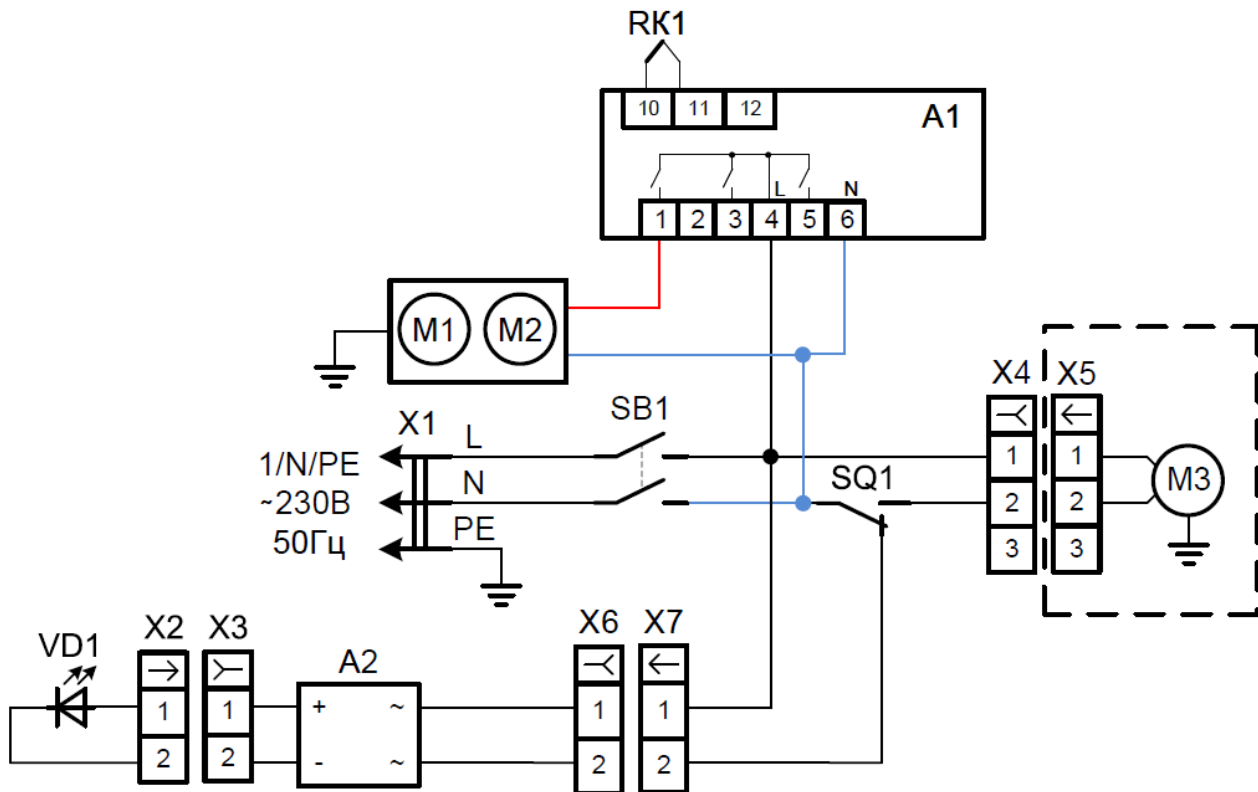 RK1
10 11 12
A1
L N
1 2 3 4 5 6
M1 M2
X4 X5
X1 L SB1
1/N/PE
~230В
50Гц
N
PE
SQ1
1 1
2 2
3 3
M3
VD1 X2 X3 A2 X6 X7
1 1 + ~ 1 1
2 2 - ~ 2 2